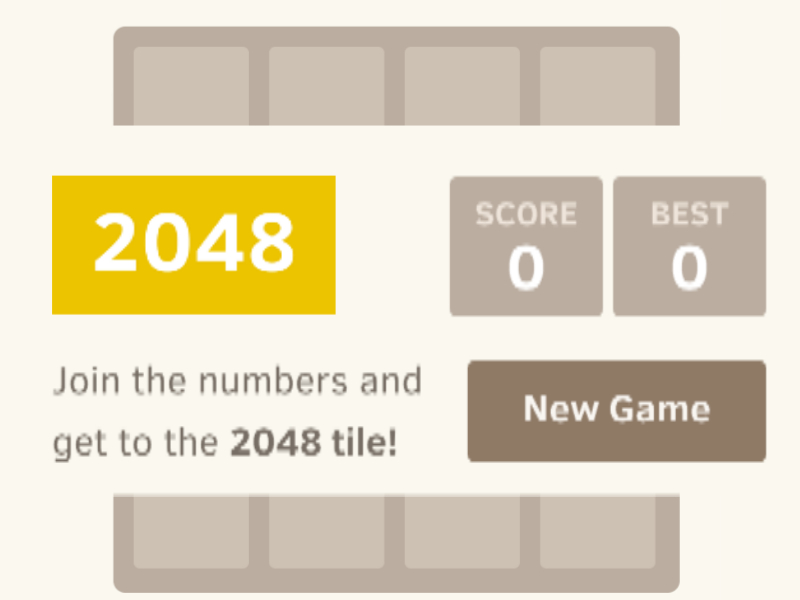 2048
SCORE
0
BEST
0
Join the numbers and
get to the 2048 tile!
New Game